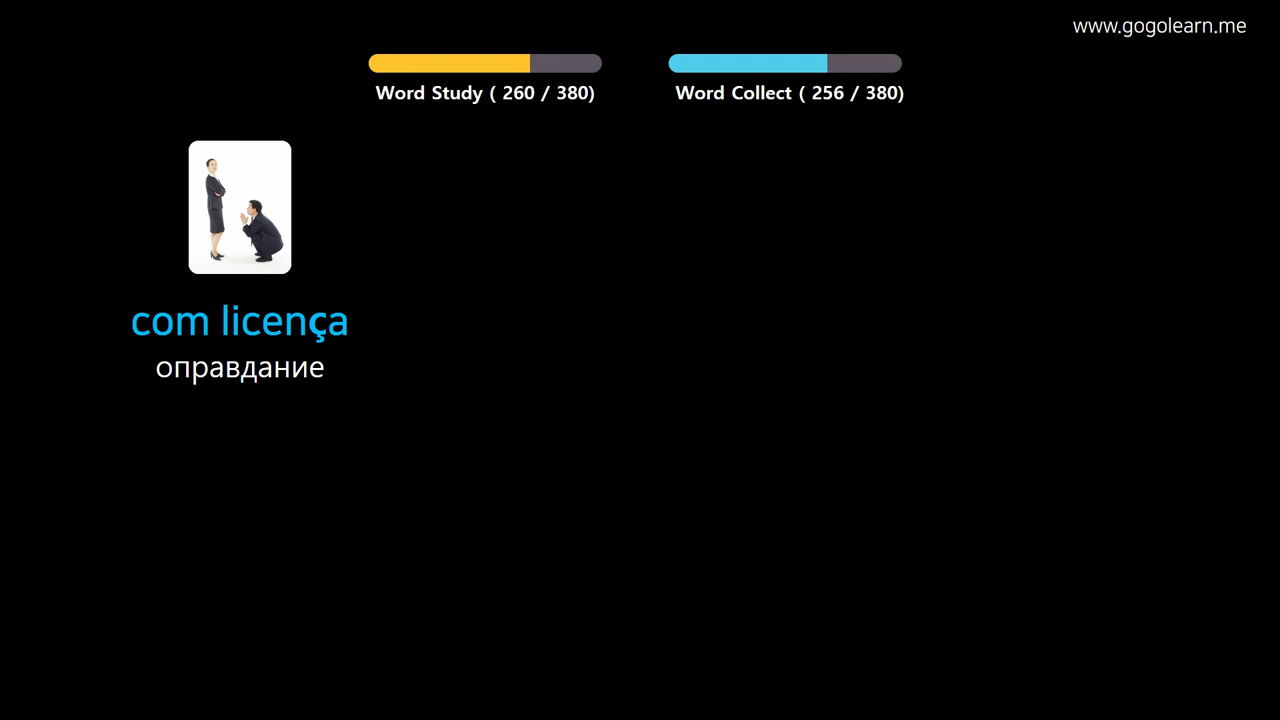 www.gogolearn.me
Word Study ( 260 / 380)
Word Collect ( 256 / 380)
com licença
оправдание